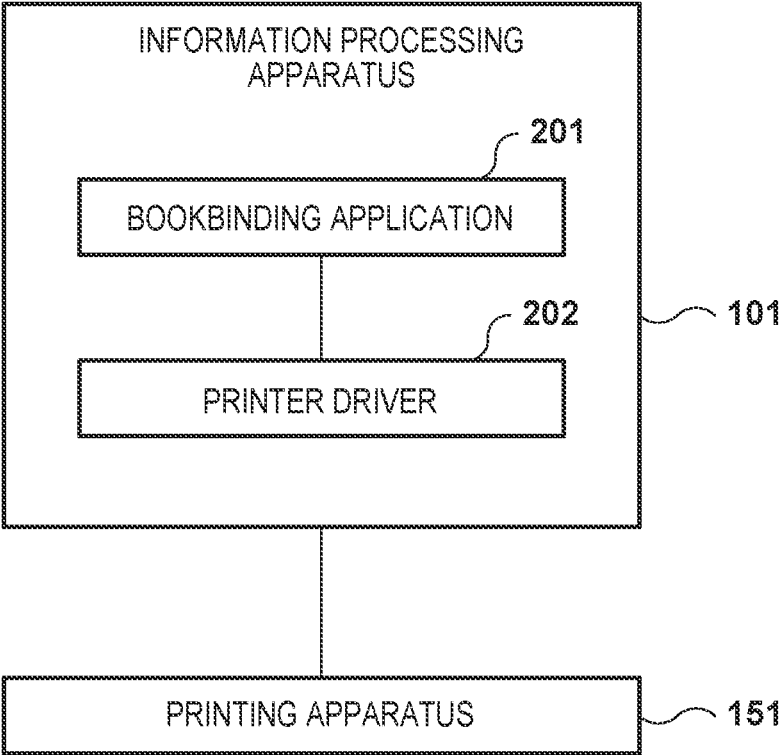 INFORMATION PROCESSING
APPARATUS
201
BOOKBINDING APPLICATION
202
101
PRINTER DRIVER
PRINTING APPARATUS
151